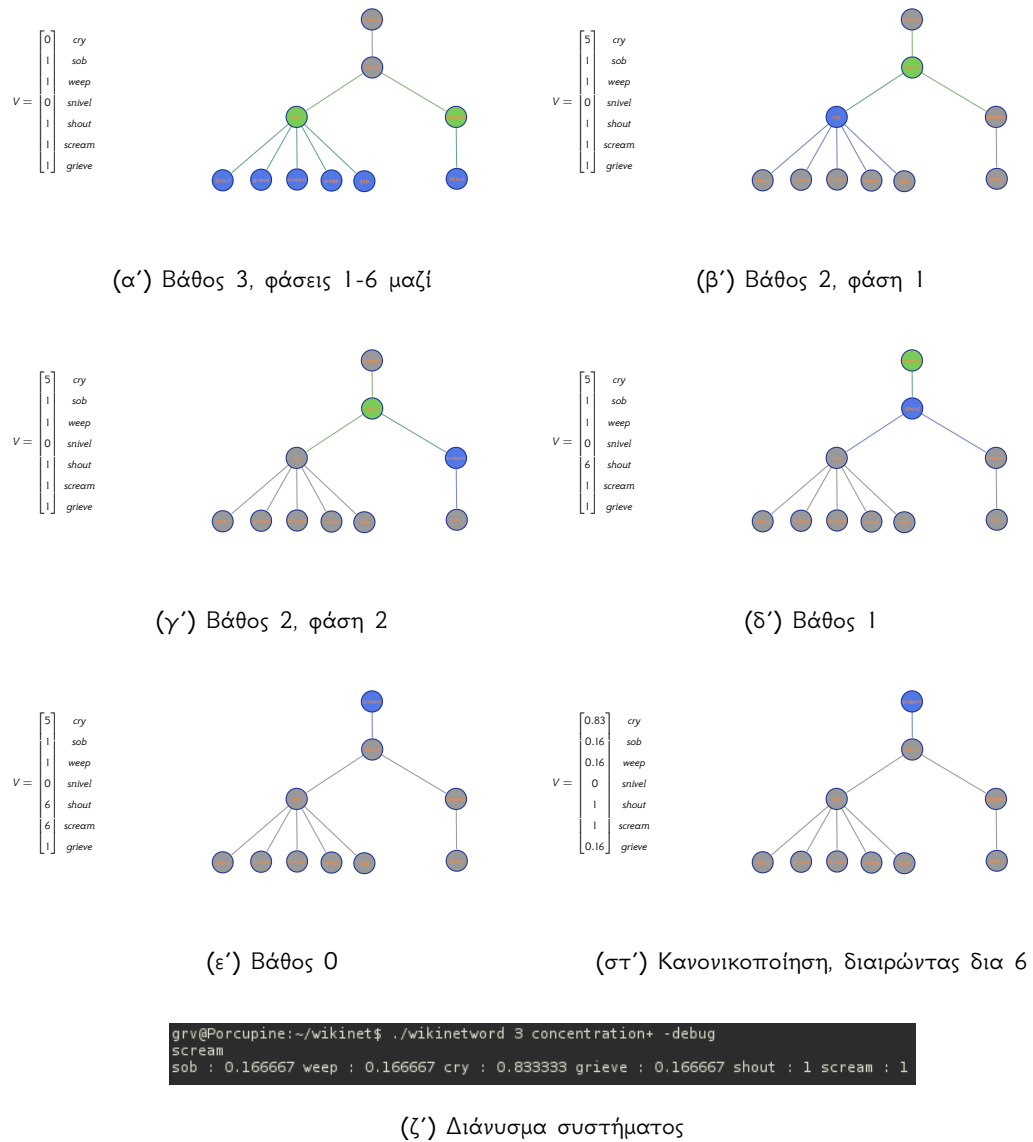 V = 0 cry
1 sob
1 weep
0 snivel
1 shout
1 scream
1 grieve
(α′) Βάθος 3, φάσεις 1-6 μαζί
V = 5 cry
1 sob
1 weep
0 snivel
1 shout
1 scream
1 grieve
(β′) Βάθος 2, φάση 1
V = 5 cry
1 sob
1 weep
0 snivel
1 shout
1 scream
1 grieve
(γ′) Βάθος 2, φάση 2
V = 5 cry
1 sob
1 weep
0 snivel
6 shout
1 scream
1 grieve
shout
(δ′) Βάθος 1
V = 5 cry
1 sob
1 weep
0 snivel
6 shout
6 scream
1 grieve
(ε′) Βάθος 0
V = 0.83 cry
0.16 sob
0.16 weep
0 snivel
1 shout
1 scream
0.16 grieve
(στ′) Κανονικοποίηση, διαιρώντας δια 6
grv@Porcupine:~/wikinet$ ./wikinetword 3 concentration+ -debug
scream
sob : 0.166667 weep : 0.166667 cry : 0.833333 grieve : 0.166667 shout : 1 scream : 1
(ζ′) Διάνυσμα συστήματος